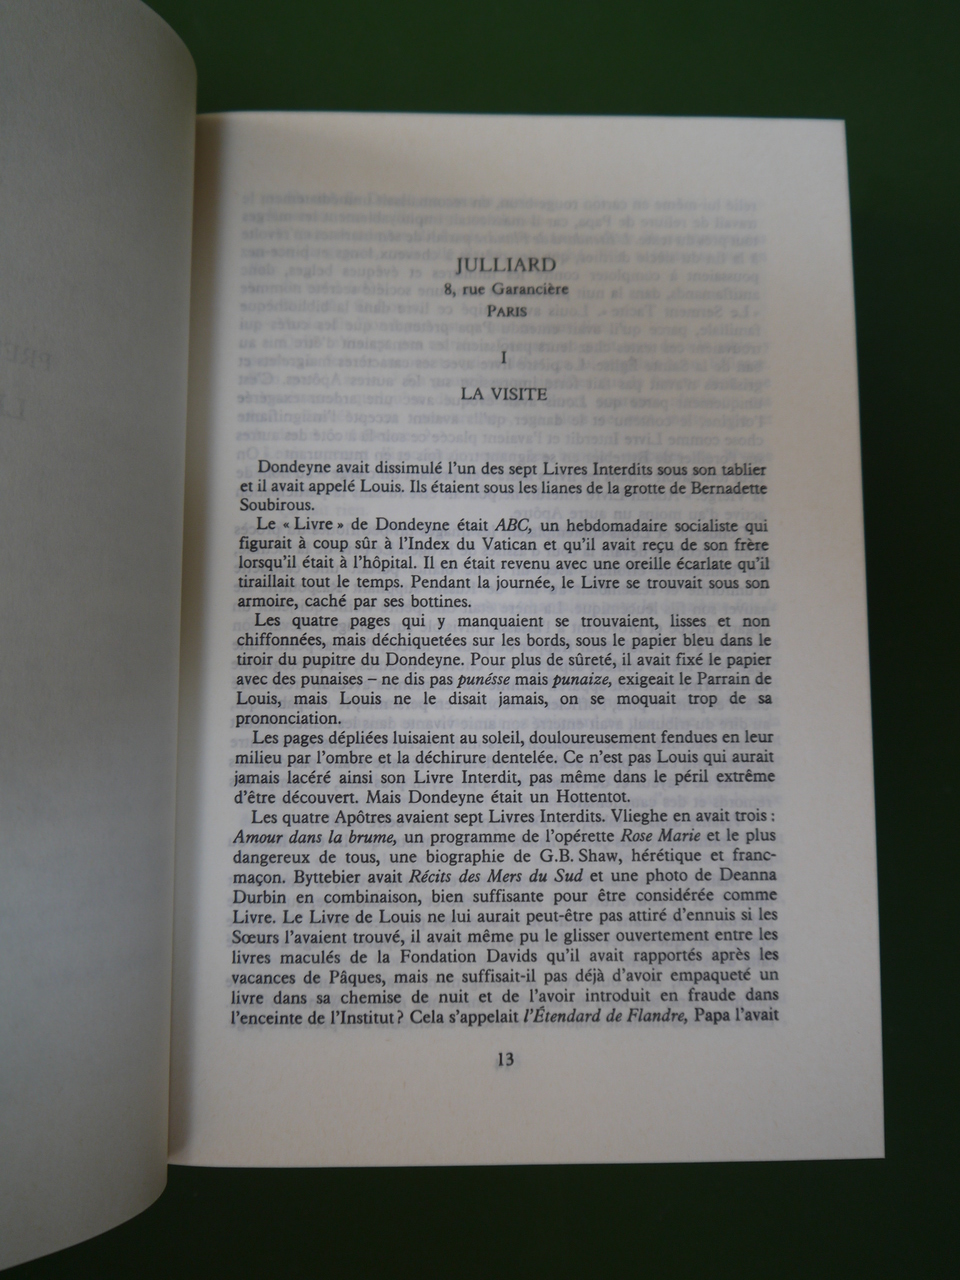 JULLIARD
8, rue Garancière
PARIS
I
LA VISITE
Dondeyne avait dissimulé l'un des sept Livres Interdits sous son tablier
et il avait appelé Louis. Ils étaient sous les lianes de la grotte de Bernadette
Soubirous.
Le « Livre » de Dondeyne était ABC, un hebdomadaire socialiste qui
figurait à coup sûr à l'Index du Vatican et qu'il avait reçu de son frère
lorsqu'il était à l'hôpital. Il en était revenu avec une oreille écarlate qu'il
tiraillait tout le temps. Pendant la journée, le Livre se trouvait sous son
armoire, caché par ses bottines.
Les quatre pages qui y manquaient se trouvaient, lisses et non
chiffonnées, mais déchiquetées sur les bords, sous le papier bleu dans le
tiroir du pupitre du Dondeyne. Pour plus de sûreté, il avait fixé le papier
avec des punaises – ne dis pas punésse mais punaize, exigeait le Parrain de
Louis, mais Louis ne le disait jamais, on se moquait trop de sa
prononciation.
Les pages dépliées luisaient au soleil, douloureusement fendues en leur
milieu par l'ombre et la déchirure dentelée. Ce n'est pas Louis qui aurait
jamais lacéré ainsi son Livre Interdit, pas même dans le péril extrême
d'être découvert. Mais Dondeyne était un Hottentot.
Les quatre Apôtres avaient sept Livres Interdits. Vlieghe en avait trois :
Amour dans la brume, un programme de l'opérette Rose Marie et le plus
dangereux de tous, une biographie de G.B. Shaw, hérétique et franc-
maçon. Byttebier avait Récits des Mers du Sud et une photo de Deanna
Durbin en combinaison, bien suffisante pour être considérée comme
Livre. Le Livre de Louis ne lui aurait peut-être pas attiré d'ennuis si les
Sœurs l'avaient trouvé, il avait même pu le glisser ouvertement entre les
livres maculés de la Fondation Davids qu'il avait rapportés après les
vacances de Pâques, mais ne suffisait-il pas déjà d'avoir empaqueté un
livre dans sa chemise de nuit et de l'avoir introduit en fraude dans
l'enceinte de l'Institut ? Cela s'appelait l'Étendard de Flandre, Papa l'avait
13